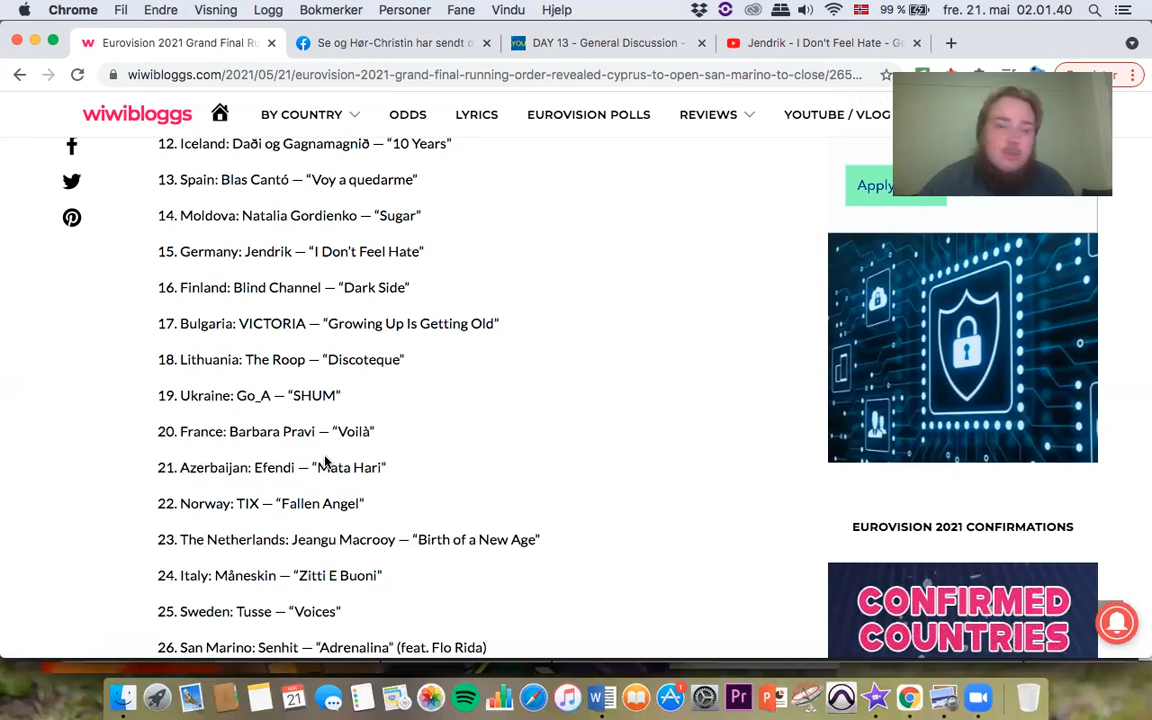 Chrome Fil Endre Visning Logg Bokmerker Personer Fane Vindu Hjelp 99 % fre. 21. mai 02.01.40
Eurovision 2021 Grand Final Ru Se og Hør-Christin har sendt d DAY 13 - General Discussion - Jendrik - I Don't Feel Hate - Ge
wiwibloggs.com/2021/05/21/eurovision-2021-grand-final-running-order-revealed-cyprus-to-open-san-marino-to-close/265...
wiwibloggs BY COUNTRY ODDS LYRICS EUROVISION POLLS REVIEWS YOUTUBE / VLOG
12. Iceland: Daði og Gagnamagnið — “10 Years”
13. Spain: Blas Cantó — “Voy a quedarme”
14. Moldova: Natalia Gordienko — “Sugar”
15. Germany: Jendrik — “I Don’t Feel Hate”
16. Finland: Blind Channel — “Dark Side”
17. Bulgaria: VICTORIA — “Growing Up Is Getting Old”
18. Lithuania: The Roop — “Discoteque”
19. Ukraine: Go_A — “SHUM”
20. France: Barbara Pravi — “Voilà”
21. Azerbaijan: Efendi — “Mata Hari”
22. Norway: TIX — “Fallen Angel”
23. The Netherlands: Jeangu Macrooy — “Birth of a New Age”
24. Italy: Måneskin — “Zitti E Buoni”
25. Sweden: Tusse — “Voices”
26. San Marino: Senhit — “Adrenalina” (feat. Flo Rida)
Apply
EUROVISION 2021 CONFIRMATIONS
CONFIRMED
COUNTRIES
YOU
21
Pr